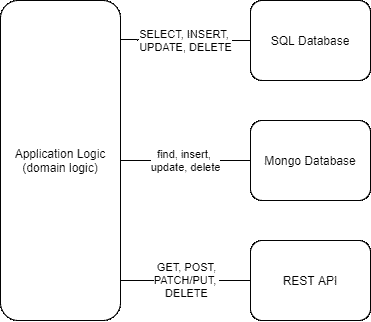 SELECT, INSERT,
UPDATE, DELETE
SQL Database
Application Logic
(domain logic)
find, insert,
update, delete
Mongo Database
GET, POST,
PATCH/PUT,
DELETE
REST API